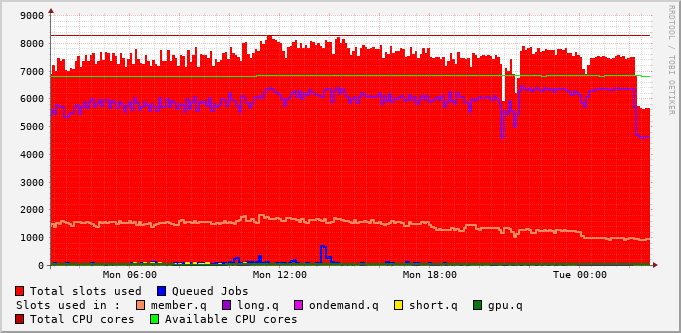 RRDTOOL / TOBI OETIKER
9000
8000
7000
6000
5000
4000
3000
2000
1000
0
Mon 06:00 Mon 12:00 Mon 18:00 Tue 00:00
Total slots used Queued Jobs
Slots used in : member.q long.q ondemand.q short.q gpu.q
Total CPU cores Available CPU cores